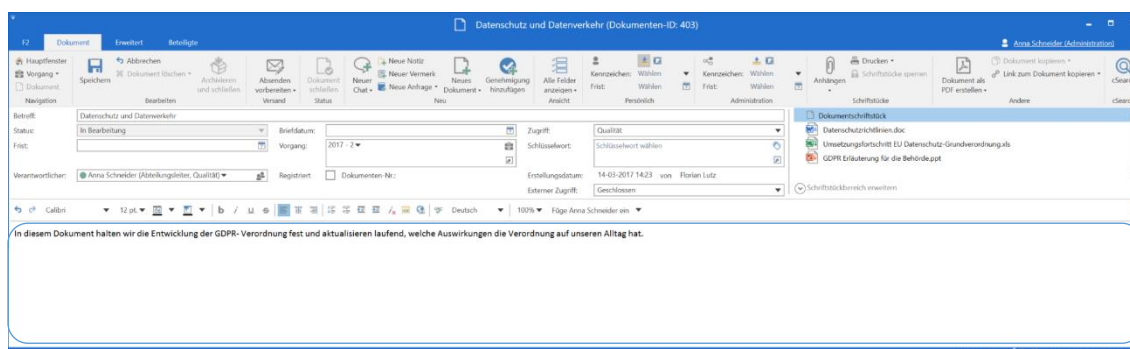 Datenschutz und Datenverkehr (Dokumenten-ID: 403)
F2 Dokument Erweitert Beteiligte Anna Schneider (Administration)
Hauptfenster
Vorgang
Dokument
Navigation
Speichern
Abbrechen
Dokument löschen
Archivieren und schließen
Bearbeiten
Absenden vorbereiten
Versand
Dokument schließen
Status
Neuer Chat
Neue Notiz
Neuer Vermerk
Neue Anfrage
Neues Dokument
Genehmigung hinzufügen
Neu
Alle Felder anzeigen
Ansicht
Kennzeichen: Wählen
Frist: Wählen
Persönlich
Kennzeichen: Wählen
Frist: Wählen
Administration
Anhängen
Drucken
Schriftstücke sperren
Schriftstücke
Dokument als PDF erstellen
Dokument kopieren
Link zum Dokument kopieren
Andere
cSearc
cSearc
Betreff: Datenschutz und Datenverkehr
Status: In Bearbeitung Briefdatum: Zugriff: Qualität
Frist: Vorgang: 2017 - 2 Schlüsselwort: Schlüsselwort wählen
Verantwortlicher: Anna Schneider (Abteilungsleiter, Qualität) Registriert: Dokumenten-Nr.: Erstellungsdatum: 14-03-2017 14:23 von Florian Lutz
Externer Zugriff: Geschlossen
Dokumentschriftstück
Datenschutzrichtlinien.doc
Umsetzungsfortschritt EU Datenschutz-Grundverordnung.xls
GDPR Erläuterung für die Behörde.ppt
Schriftstückbereich erweitern
Calibri 12 pt. b / U S Deutsch 100% Füge Anna Schneider ein
In diesem Dokument halten wir die Entwicklung der GDPR- Verordnung fest und aktualisieren laufend, welche Auswirkungen die Verordnung auf unseren Alltag hat.